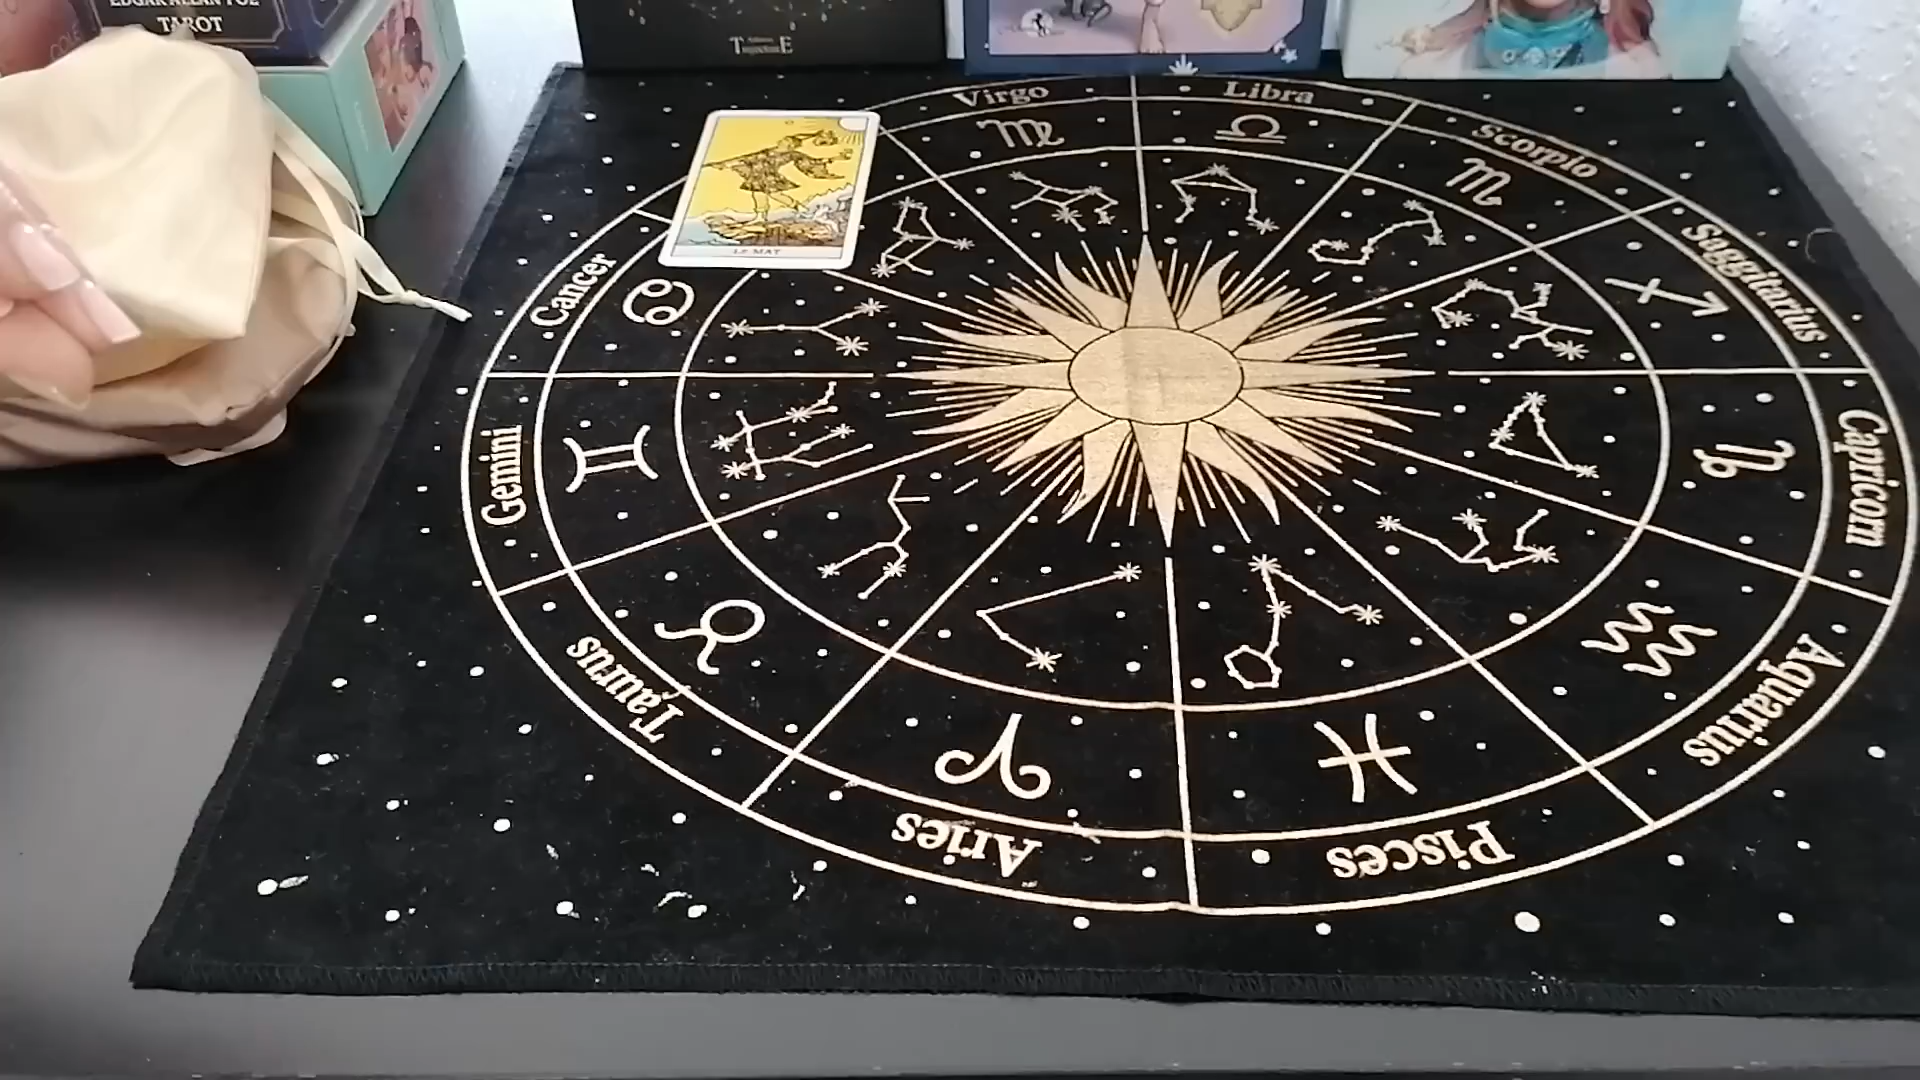 EDGAR ALLAN POE
TAROT
LE MAT
Virgo
Libra
Scorpio
Saggitarius
Capricorn
Aquarius
Pisces
Aries
Taurus
Gemini
Cancer